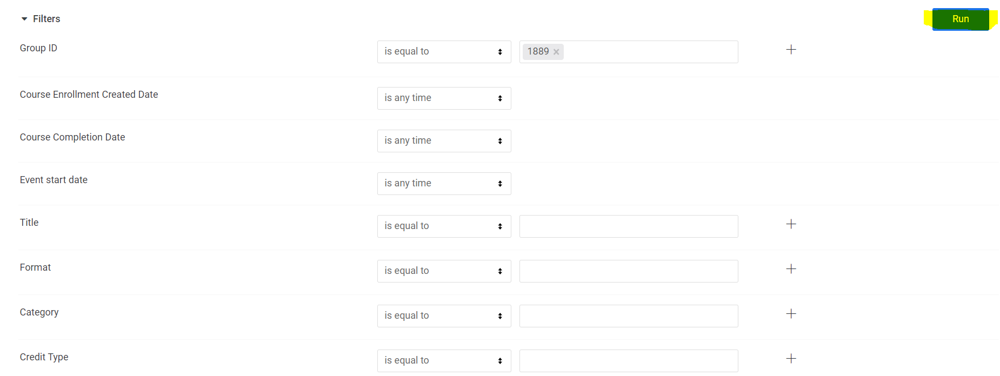 Filters
Run
Group ID
is equal to
1889 ×
Course Enrollment Created Date
is any time
Course Completion Date
is any time
Event start date
is any time
Title
is equal to
Format
is equal to
Category
is equal to
Credit Type
is equal to